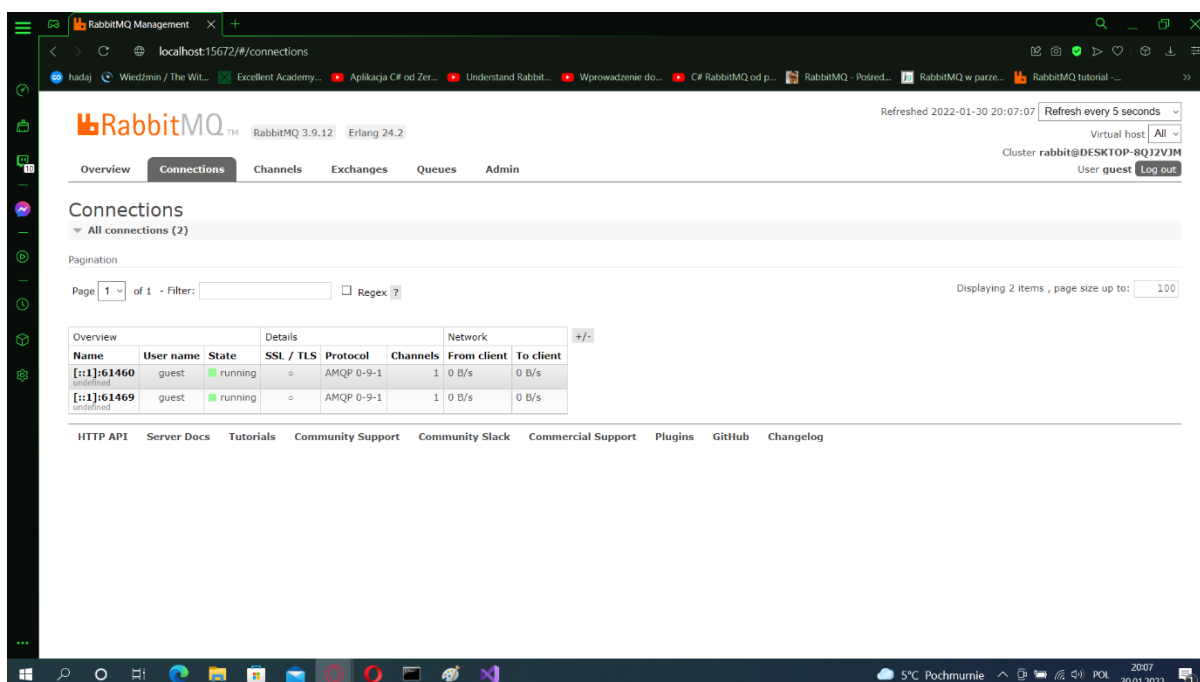 RabbitMQ Management
localhost:15672/#/connections
hadaj Wiedźmin / The Wit... Excellent Academy... Aplikacja C# od Zer... Understand Rabbit... Wprowadzenie do... C# RabbitMQ od p... RabbitMQ - Pośred... RabbitMQ w parze... RabbitMQ tutorial -...
Refreshed 2022-01-30 20:07:07 Refresh every 5 seconds
RabbitMQ TM RabbitMQ 3.9.12 Erlang 24.2
Virtual host All
Cluster rabbit@DESKTOP-8QJ2VJM
User guest Log out
Overview Connections Channels Exchanges Queues Admin
Connections
All connections (2)
Pagination
Page 1 of 1 - Filter: Regex ?
Displaying 2 items , page size up to: 100
Overview Details Network +/-
Name User name State SSL / TLS Protocol Channels From client To client
[::1]:61460 guest running ○ AMQP 0-9-1 1 0 B/s 0 B/s
undefined
[::1]:61469 guest running ○ AMQP 0-9-1 1 0 B/s 0 B/s
undefined
HTTP API Server Docs Tutorials Community Support Community Slack Commercial Support Plugins GitHub Changelog
10
5°C Pochmurnie POL 20:07
30.01.2022